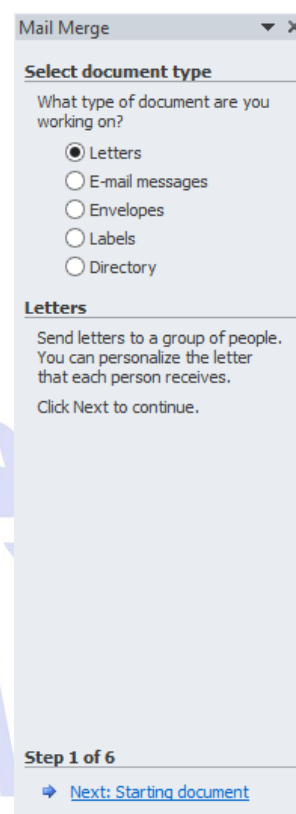 Mail Merge
Select document type
What type of document are you
working on?
Letters
E-mail messages
Envelopes
Labels
Directory
Letters
Send letters to a group of people.
You can personalize the letter
that each person receives.
Click Next to continue.
Step 1 of 6
Next: Starting document